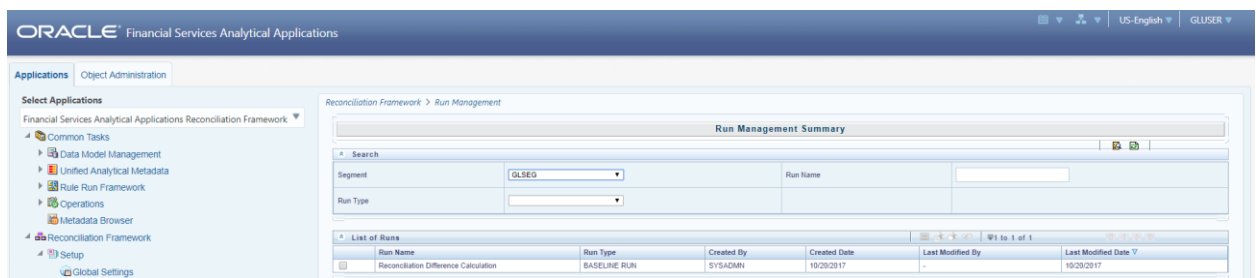 US-English GLUSER
ORACLE® Financial Services Analytical Applications
Applications Object Administration
Select Applications
Financial Services Analytical Applications Reconciliation Framework
Common Tasks
Data Model Management
Unified Analytical Metadata
Rule Run Framework
Operations
Metadata Browser
Reconciliation Framework
Setup
Global Settings
Reconciliation Framework > Run Management
Run Management Summary
Search
Segment GLSEG Run Name
Run Type
List of Runs 1 to 1 of 1
Run Name Run Type Created By Created Date Last Modified By Last Modified Date
Reconciliation Difference Calculation BASELINE RUN SYSADMN 10/20/2017 - 10/20/2017